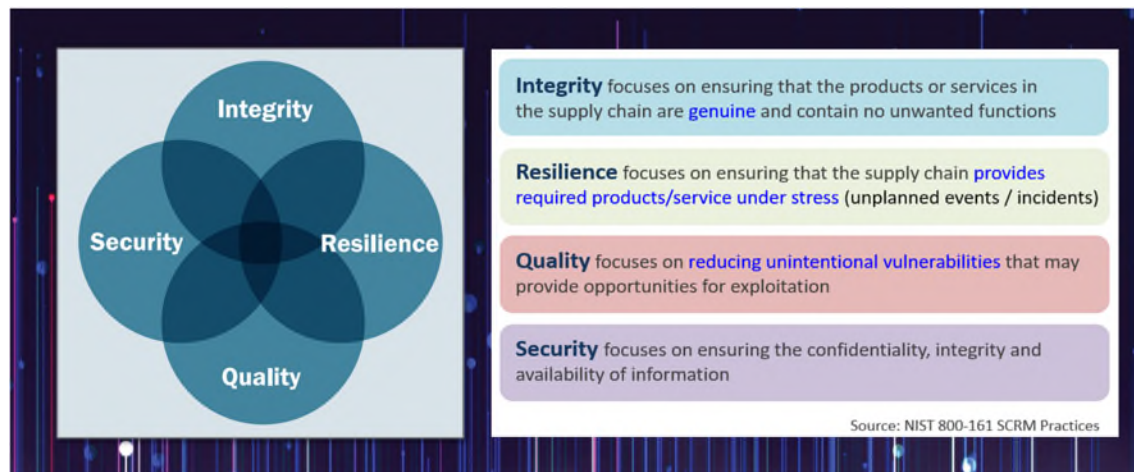 Integrity
Security
Resilience
Quality
Integrity focuses on ensuring that the products or services in
the supply chain are genuine and contain no unwanted functions
Resilience focuses on ensuring that the supply chain provides
required products/service under stress (unplanned events / incidents)
Quality focuses on reducing unintentional vulnerabilities that may
provide opportunities for exploitation
Security focuses on ensuring the confidentiality, integrity and
availability of information
Source: NIST 800-161 SCRM Practices